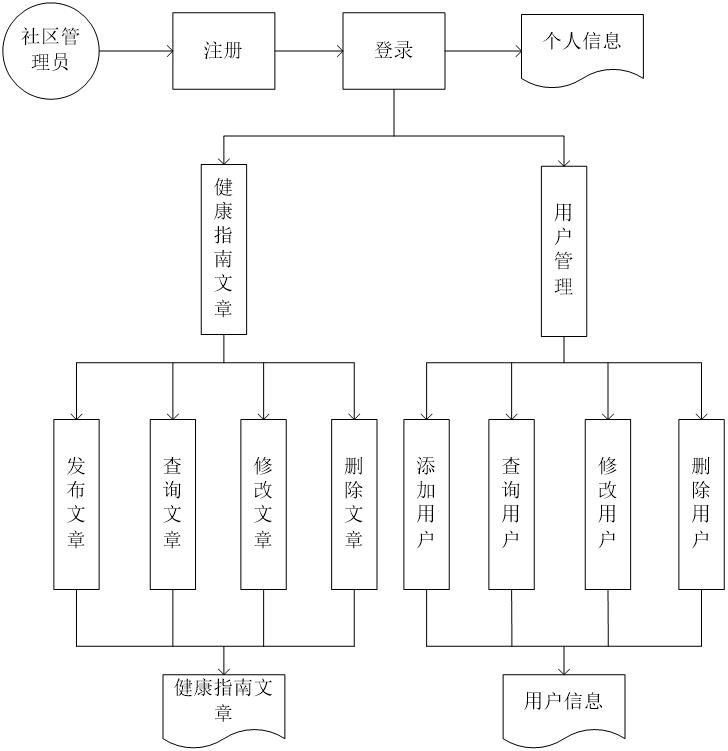 社区管
理员
注册
登录
个人信息
健康指南文章
用户管理
发布文章
查询文章
修改文章
删除文章
添加用户
查询用户
修改用户
删除用户
健康指南文
章
用户信息